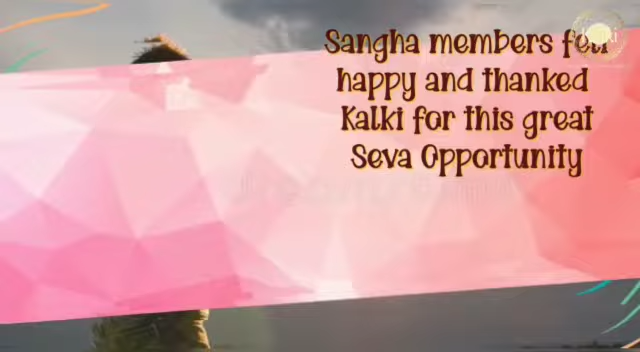 Sangha members felt
happy and thanked
Kalki for this great
Seva Opportunity